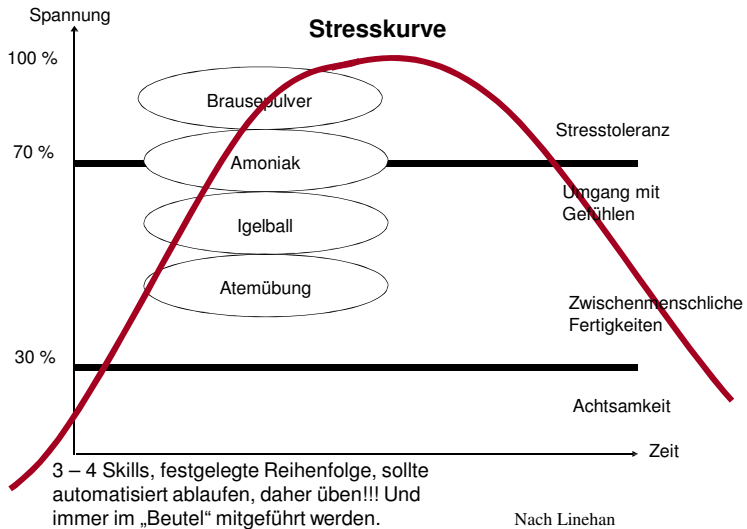 Spannung
Stresskurve
100 %
Brausepulver
Stresstoleranz
70 %
Amoniak
Umgang mit
Gefühlen
Igelball
Atemübung
Zwischenmenschliche
Fertigkeiten
30 %
Achtsamkeit
Zeit
3 – 4 Skills, festgelegte Reihenfolge, sollte
automatisiert ablaufen, daher üben!!! Und
immer im „Beutel“ mitgeführt werden.
Nach Linehan